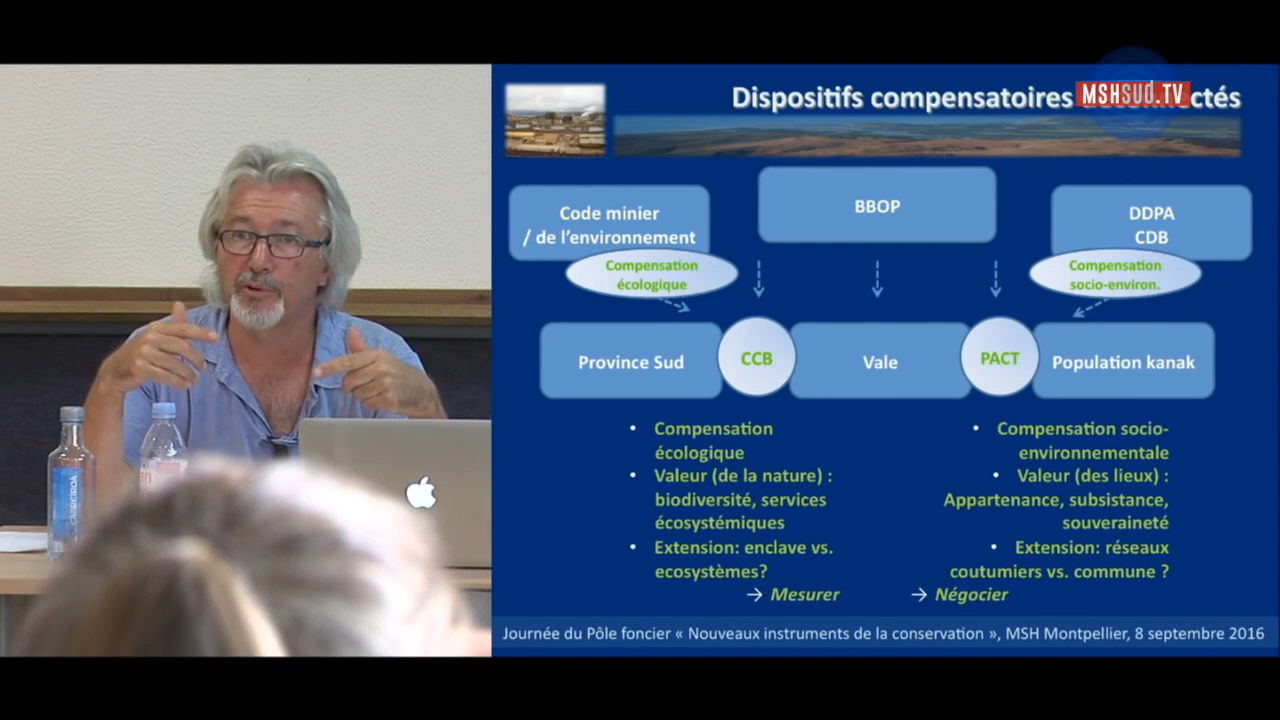 MSHSUD.TV
Dispositifs compensatoires
Code minier
/ de l'environnement
BBOP
DDPA
CDB
Compensation
écologique
Compensation
socio-environ.
Province Sud
CCB
Vale
PACT
Population kanak
• Compensation
écologique
• Valeur (de la nature) :
biodiversité, services
écosystémiques
• Extension: enclave vs.
ecosystèmes?
→ Mesurer
• Compensation socio-
environnementale
• Valeur (des lieux) :
Appartenance, subsistance,
souveraineté
• Extension: réseaux
coutumiers vs. commune ?
→ Négocier
Journée du Pôle foncier « Nouveaux instruments de la conservation », MSH Montpellier, 8 septembre 2016
CABREIROÁ